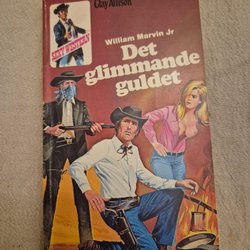 Clay Allison
William Marvin Jr
Det
glimmande
guldet